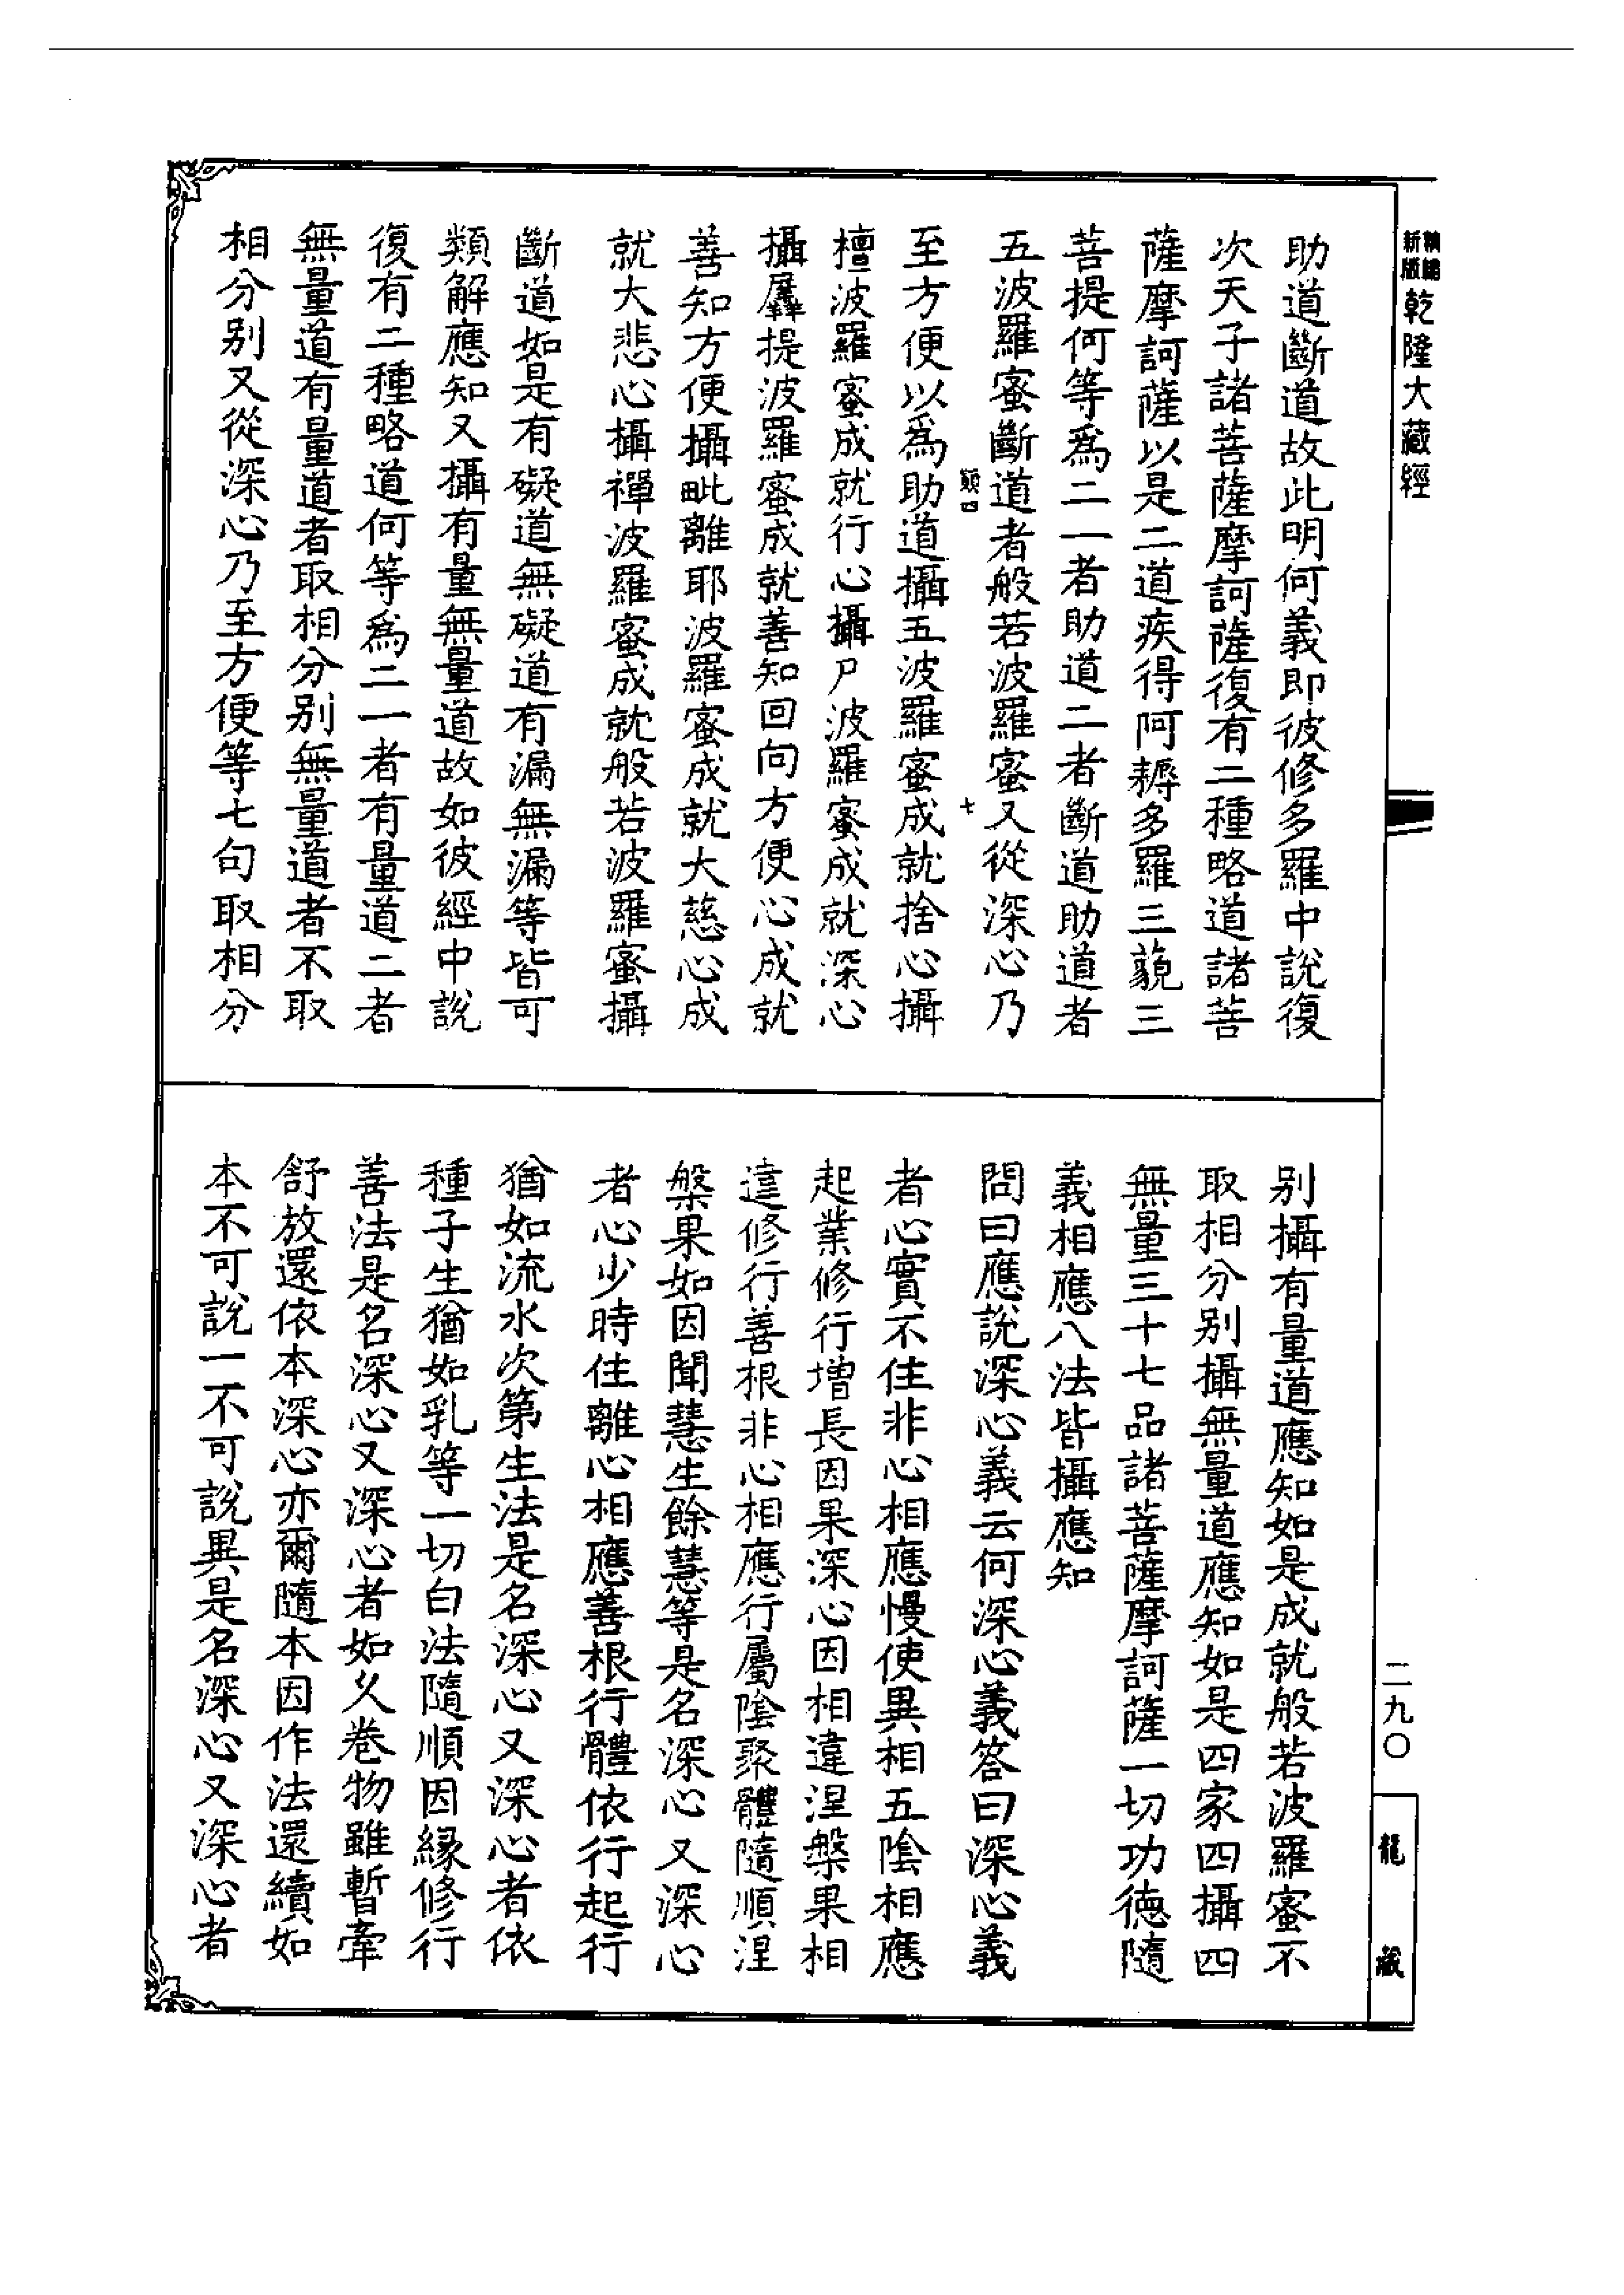 新版精縮乾隆大藏經
助道斷道故此明何義即彼修多羅中說復
次天子諸菩薩摩訶薩復有二種略道諸菩
薩摩訶薩以是二道疾得阿耨多羅三藐三
菩提何等爲二一者助道二者斷道助道者
五波羅蜜斷道者般若波羅蜜又從深心乃
至方便以爲助道攝五波羅蜜成就捨心攝
檀波羅蜜成就行心攝尸波羅蜜成就深心
攝羼提波羅蜜成就善知回向方便心成就
善知方便攝毗離耶波羅蜜成就大慈心成
就大悲心攝禪波羅蜜成就般若波羅蜜攝
斷道如是有礙道無礙道有漏無漏等皆可
類解應知又攝有量無量道故如彼經中說
復有二種略道何等爲二一者有量道二者
無量道有量道者取相分別無量道者不取
相分別又從深心乃至方便等七句取相分
別攝有量道應知如是成就般若波羅蜜不
取相分別攝無量道應知如是四家四攝四
無量三十七品諸菩薩摩訶薩一切功德隨
義相應八法皆攝應知
問曰應說深心義云何深心義答曰深心義
者心實不住非心相應慢使異相五陰相應
起業修行增長因果深心因相違涅槃果相
違修行善根非心相應行屬陰聚體隨順涅
槃果如因聞慧生餘慧等是名深心又深心
者心少時住離心相應善根行體依行起行
猶如流水次第生法是名深心又深心者依
種子生猶如乳等一切白法隨順因緣修行
善法是名深心又深心者如久卷物雖暫牽
舒放還依本深心亦爾隨本因作法還續如
本不可說一不可說異是名深心又深心者
二九〇
龍藏